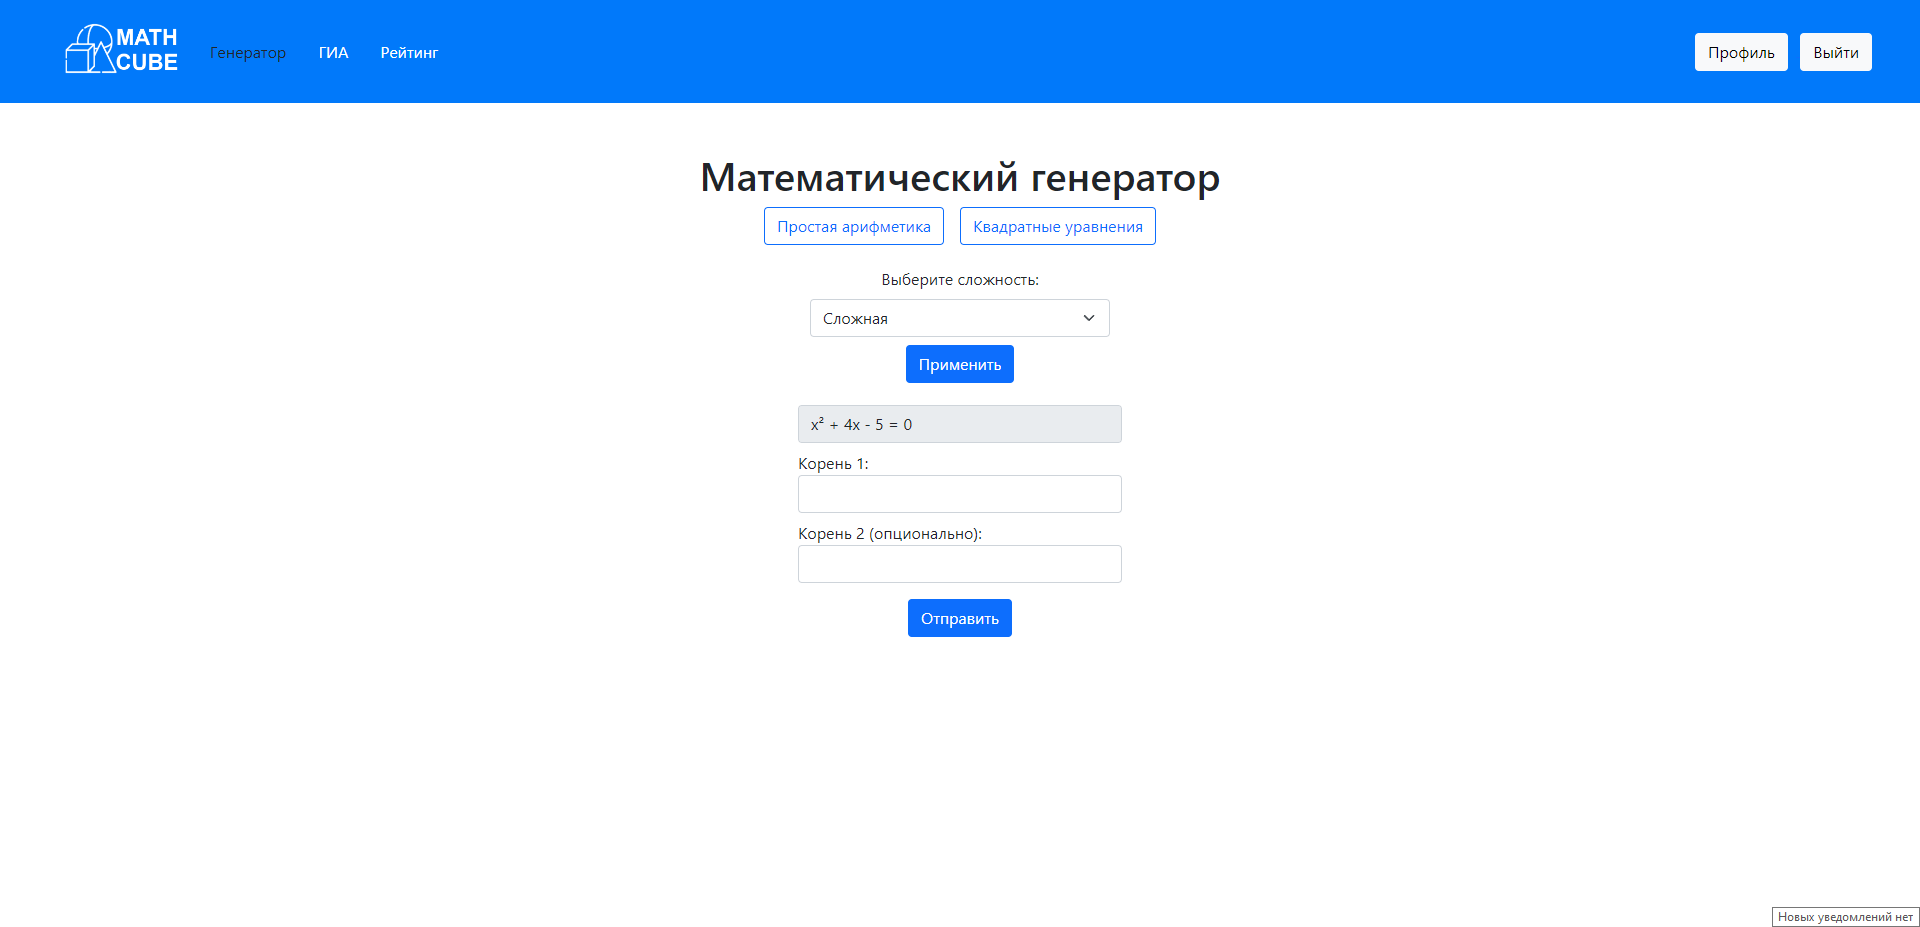 MATH
CUBE
Генератор ГИА Рейтинг
Профиль Выйти
Математический генератор
Простая арифметика Квадратные уравнения
Выберите сложность:
Сложная
Применить
x² + 4x - 5 = 0
Корень 1:
Корень 2 (опционально):
Отправить
Новых уведомлений нет